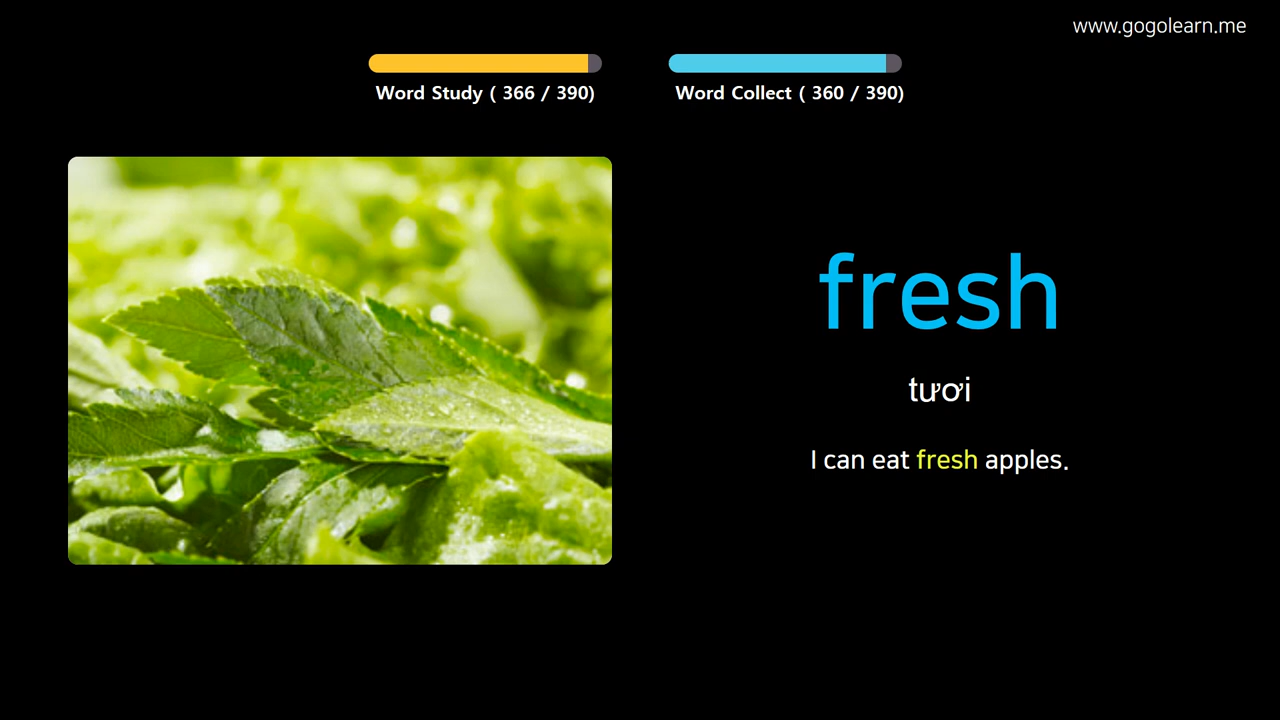 www.gogolearn.me
Word Study ( 366 / 390)
Word Collect ( 360 / 390)
fresh
tươi
I can eat fresh apples.